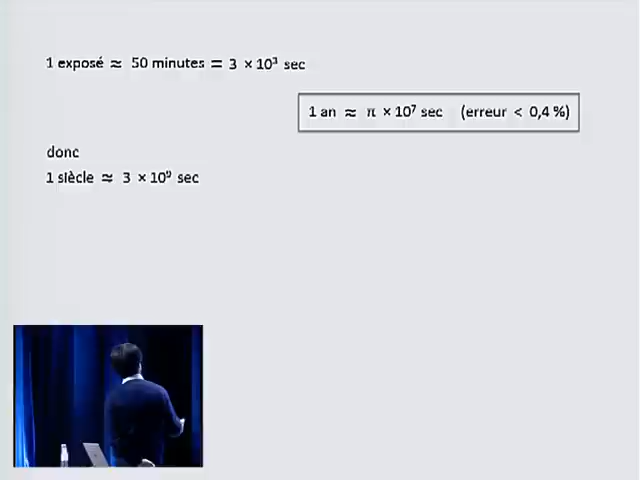 1 exposé ≈ 50 minutes = 3 × 10³ sec
1 an ≈ π × 10⁷ sec (erreur < 0,4 %)
donc
1 siècle ≈ 3 × 10⁹ sec